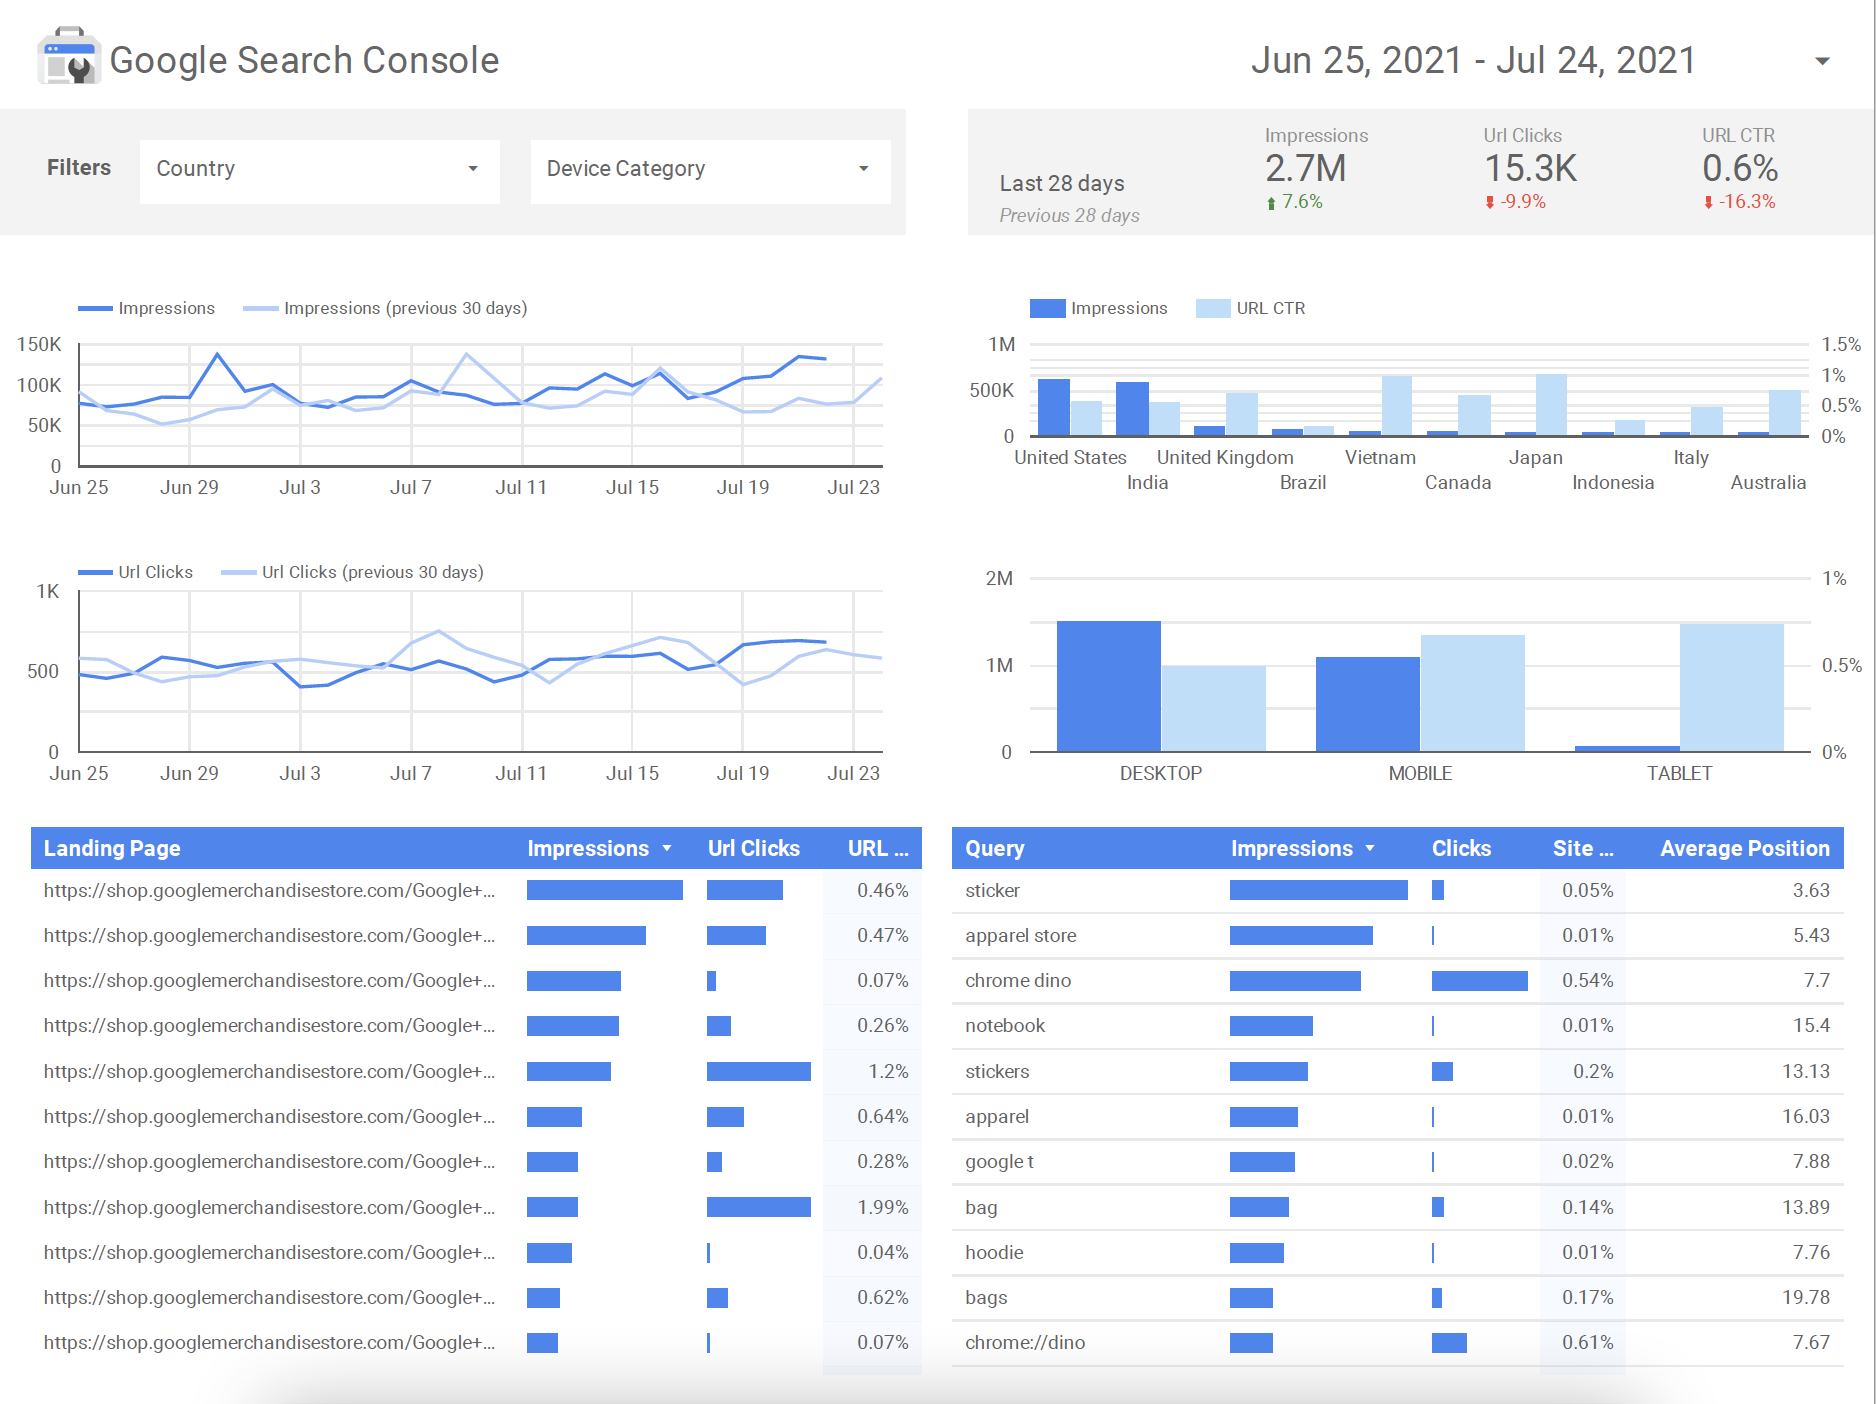 Google Search Console
Jun 25, 2021 - Jul 24, 2021
Filters
Country
Device Category
Last 28 days
Previous 28 days
Impressions
2.7M
7.6%
Url Clicks
15.3K
-9.9%
URL CTR
0.6%
-16.3%
Impressions Impressions (previous 30 days)
150K
100K
50K
0
Jun 25 Jun 29 Jul 3 Jul 7 Jul 11 Jul 15 Jul 19 Jul 23
Impressions URL CTR
1M 1.5%
1%
500K
0.5%
0 0%
United States United Kingdom Vietnam Japan Italy
India Brazil Canada Indonesia Australia
Url Clicks Url Clicks (previous 30 days)
1K
500
0
Jun 25 Jun 29 Jul 3 Jul 7 Jul 11 Jul 15 Jul 19 Jul 23
2M 1%
1M 0.5%
0 0%
DESKTOP MOBILE TABLET
Landing Page Impressions Url Clicks URL ...
https://shop.googlemerchandisestore.com/Google+... 0.46%
https://shop.googlemerchandisestore.com/Google+... 0.47%
https://shop.googlemerchandisestore.com/Google+... 0.07%
https://shop.googlemerchandisestore.com/Google+... 0.26%
https://shop.googlemerchandisestore.com/Google+... 1.2%
https://shop.googlemerchandisestore.com/Google+... 0.64%
https://shop.googlemerchandisestore.com/Google+... 0.28%
https://shop.googlemerchandisestore.com/Google+... 1.99%
https://shop.googlemerchandisestore.com/Google+... 0.04%
https://shop.googlemerchandisestore.com/Google+... 0.62%
https://shop.googlemerchandisestore.com/Google+... 0.07%
Query Impressions Clicks Site ... Average Position
sticker 0.05% 3.63
apparel store 0.01% 5.43
chrome dino 0.54% 7.7
notebook 0.01% 15.4
stickers 0.2% 13.13
apparel 0.01% 16.03
google t 0.02% 7.88
bag 0.14% 13.89
hoodie 0.01% 7.76
bags 0.17% 19.78
chrome://dino 0.61% 7.67